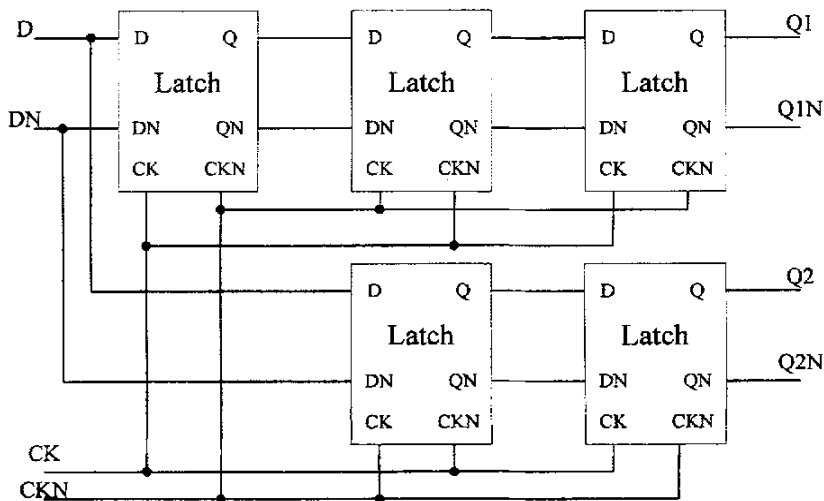 D D Q D Q D Q Q1
Latch Latch Latch
DN DN QN DN QN DN QN Q1N
CK CKN CK CKN CK CKN
D Q D Q Q2
Latch Latch
DN QN DN QN Q2N
CK CKN CK CKN
CK
CKN